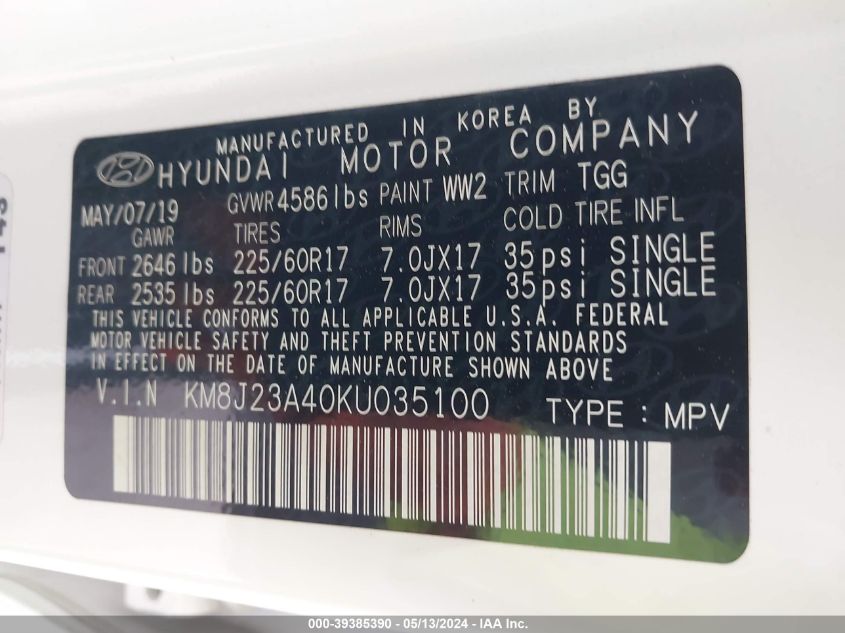 MANUFACTURED IN KOREA BY
HYUNDAI MOTOR COMPANY
MAY/07/19 GVWR 4586 lbs PAINT WW2 TRIM TGG
GAWR TIRES RIMS COLD TIRE INFL
FRONT 2646 lbs 225/60R17 7.0JX17 35psi SINGLE
REAR 2535 lbs 225/60R17 7.0JX17 35psi SINGLE
THIS VEHICLE CONFORMS TO ALL APPLICABLE U.S.A. FEDERAL
MOTOR VEHICLE SAFETY AND THEFT PREVENTION STANDARDS
IN EFFECT ON THE DATE OF MANUFACTURE SHOWN ABOVE
V.I.N KM8J23A40KU035100 TYPE : MPV
000-39385390 - 05/13/2024 - IAA Inc.